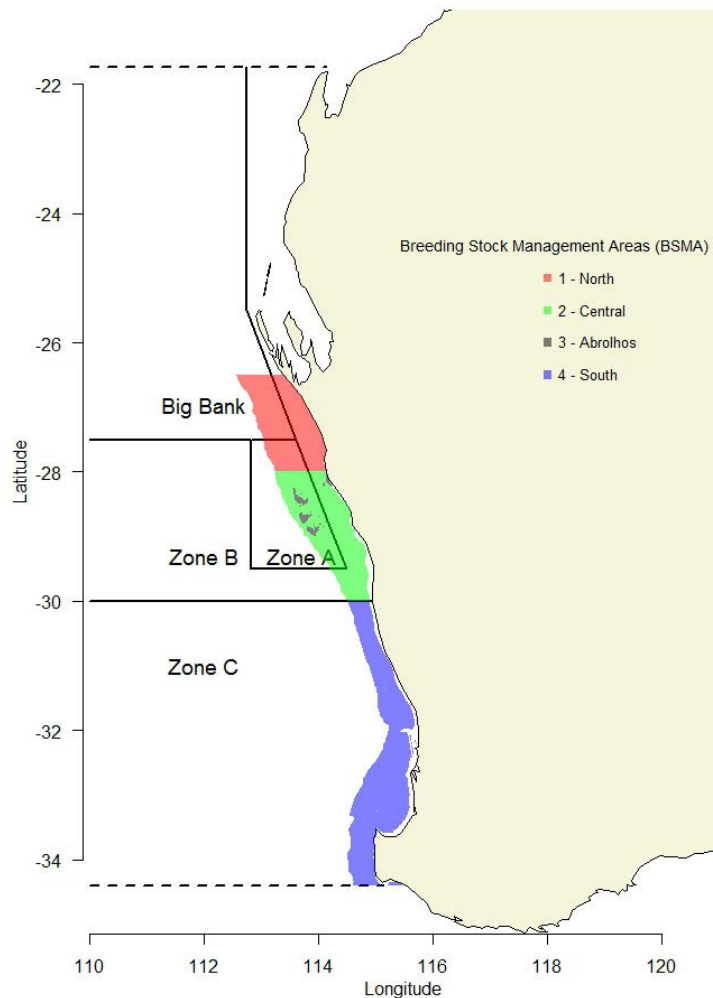 -22
-24
-26
-28
-30
-32
-34
Latitude
Breeding Stock Management Areas (BSMA)
1 - North
2 - Central
3 - Abrolhos
4 - South
Big Bank
Zone B
Zone A
Zone C
110
112
114
116
118
120
Longitude